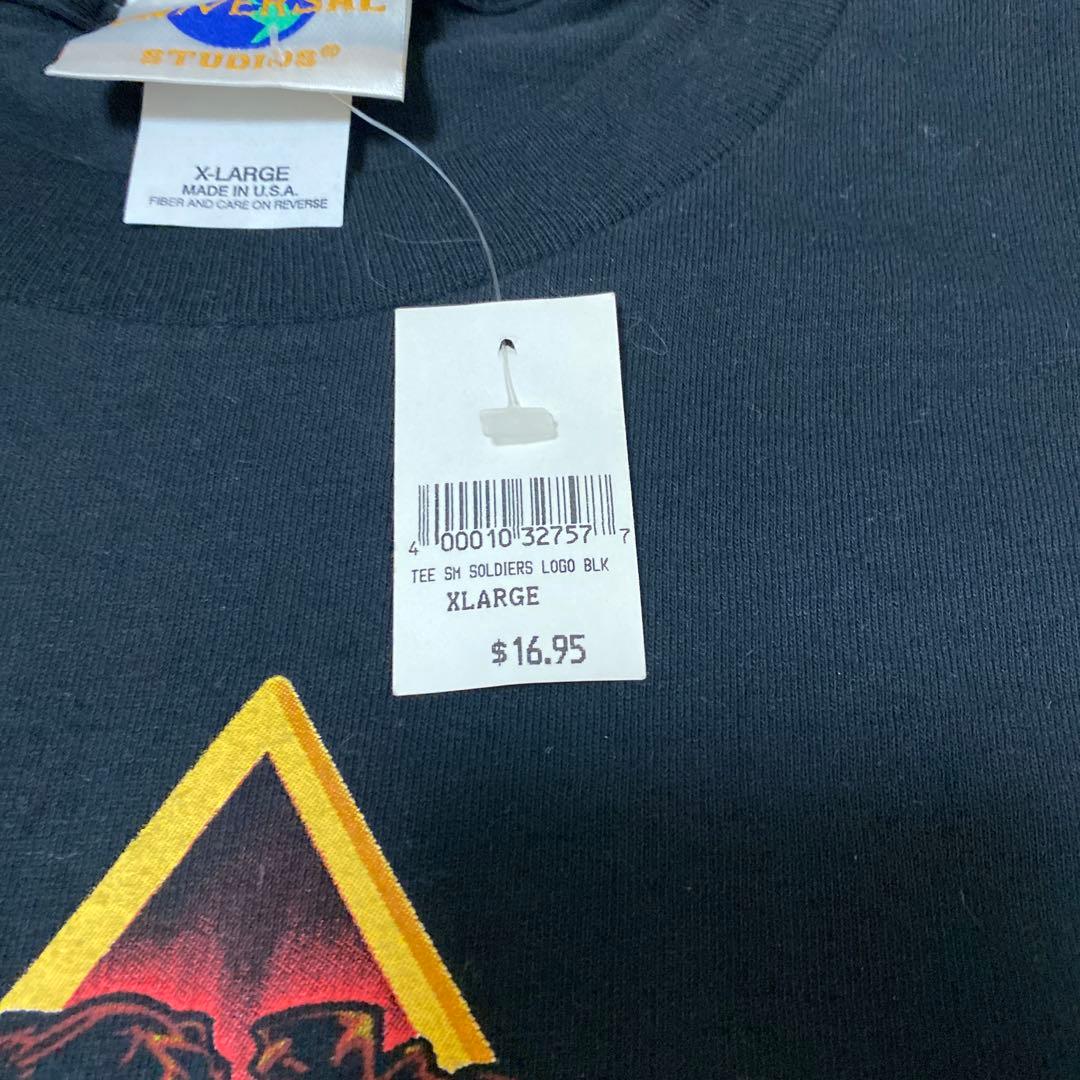 STUDIOS®
X-LARGE
MADE IN U.S.A.
FIBER AND CARE ON REVERSE
4 00010 32757 7
TEE SM SOLDIERS LOGO BLK
XLARGE
$16.95